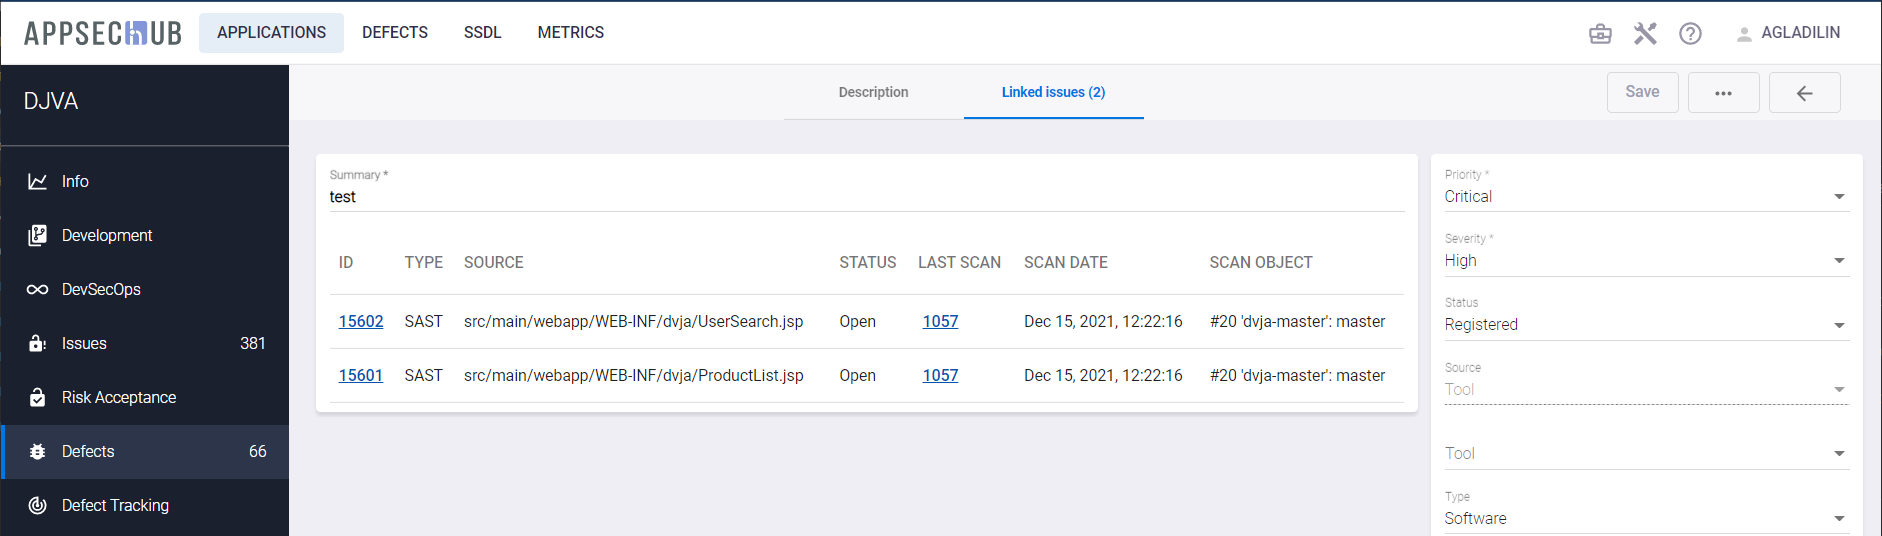 APPSECHUB APPLICATIONS DEFECTS SSDL METRICS AGLADILIN
DJVA
Info
Development
DevSecOps
Issues 381
Risk Acceptance
Defects 66
Defect Tracking
Description Linked issues (2) Save ...
Summary *
test
ID TYPE SOURCE STATUS LAST SCAN SCAN DATE SCAN OBJECT
15602 SAST src/main/webapp/WEB-INF/dvja/UserSearch.jsp Open 1057 Dec 15, 2021, 12:22:16 #20 'dvja-master': master
15601 SAST src/main/webapp/WEB-INF/dvja/ProductList.jsp Open 1057 Dec 15, 2021, 12:22:16 #20 'dvja-master': master
Priority *
Critical
Severity *
High
Status
Registered
Source
Tool
Tool
Type
Software